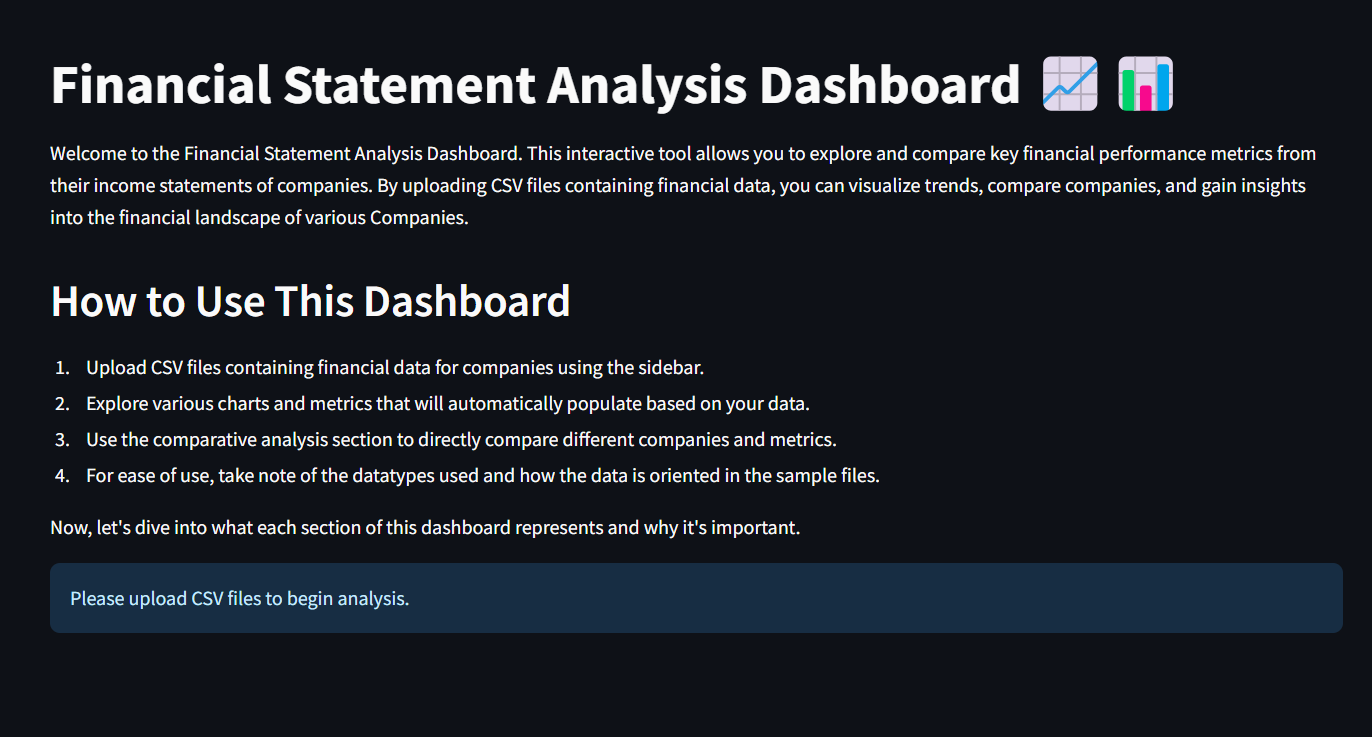 Financial Statement Analysis Dashboard
Welcome to the Financial Statement Analysis Dashboard. This interactive tool allows you to explore and compare key financial performance metrics from
their income statements of companies. By uploading CSV files containing financial data, you can visualize trends, compare companies, and gain insights
into the financial landscape of various Companies.
How to Use This Dashboard
1. Upload CSV files containing financial data for companies using the sidebar.
2. Explore various charts and metrics that will automatically populate based on your data.
3. Use the comparative analysis section to directly compare different companies and metrics.
4. For ease of use, take note of the datatypes used and how the data is oriented in the sample files.
Now, let's dive into what each section of this dashboard represents and why it's important.
Please upload CSV files to begin analysis.